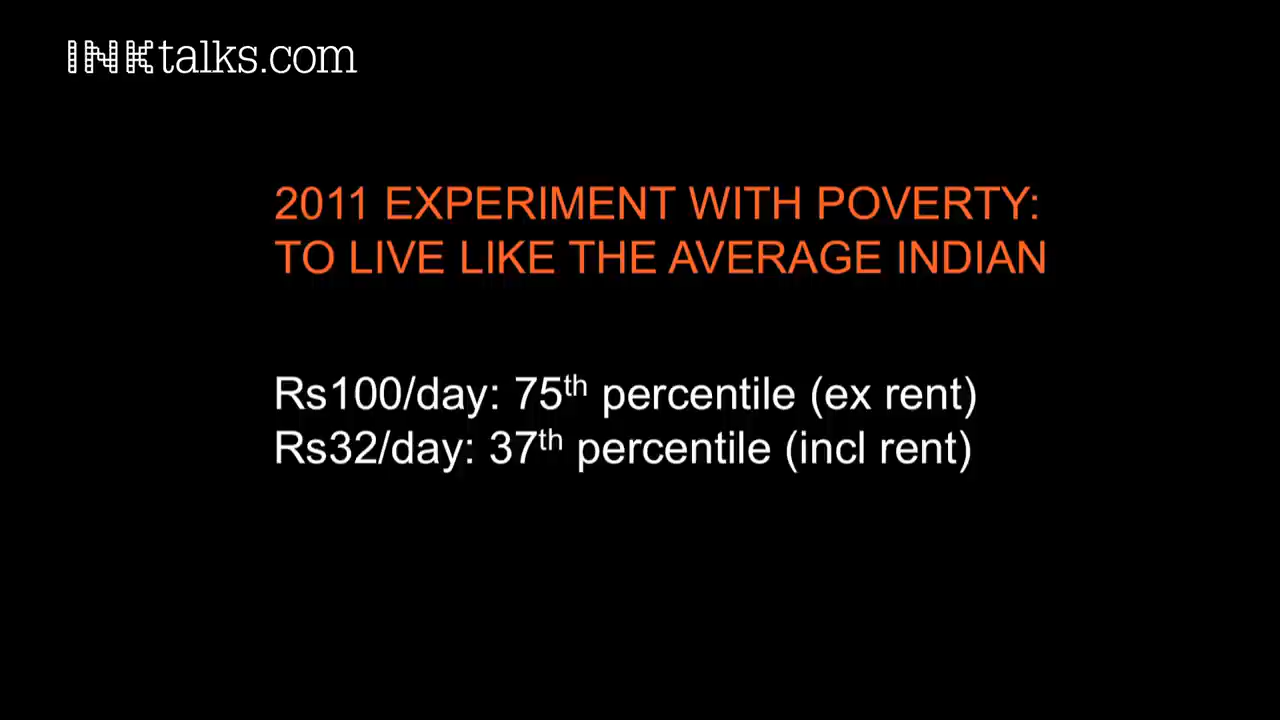 INKtalks.com
2011 EXPERIMENT WITH POVERTY:
TO LIVE LIKE THE AVERAGE INDIAN
Rs100/day: 75th percentile (ex rent)
Rs32/day: 37th percentile (incl rent)